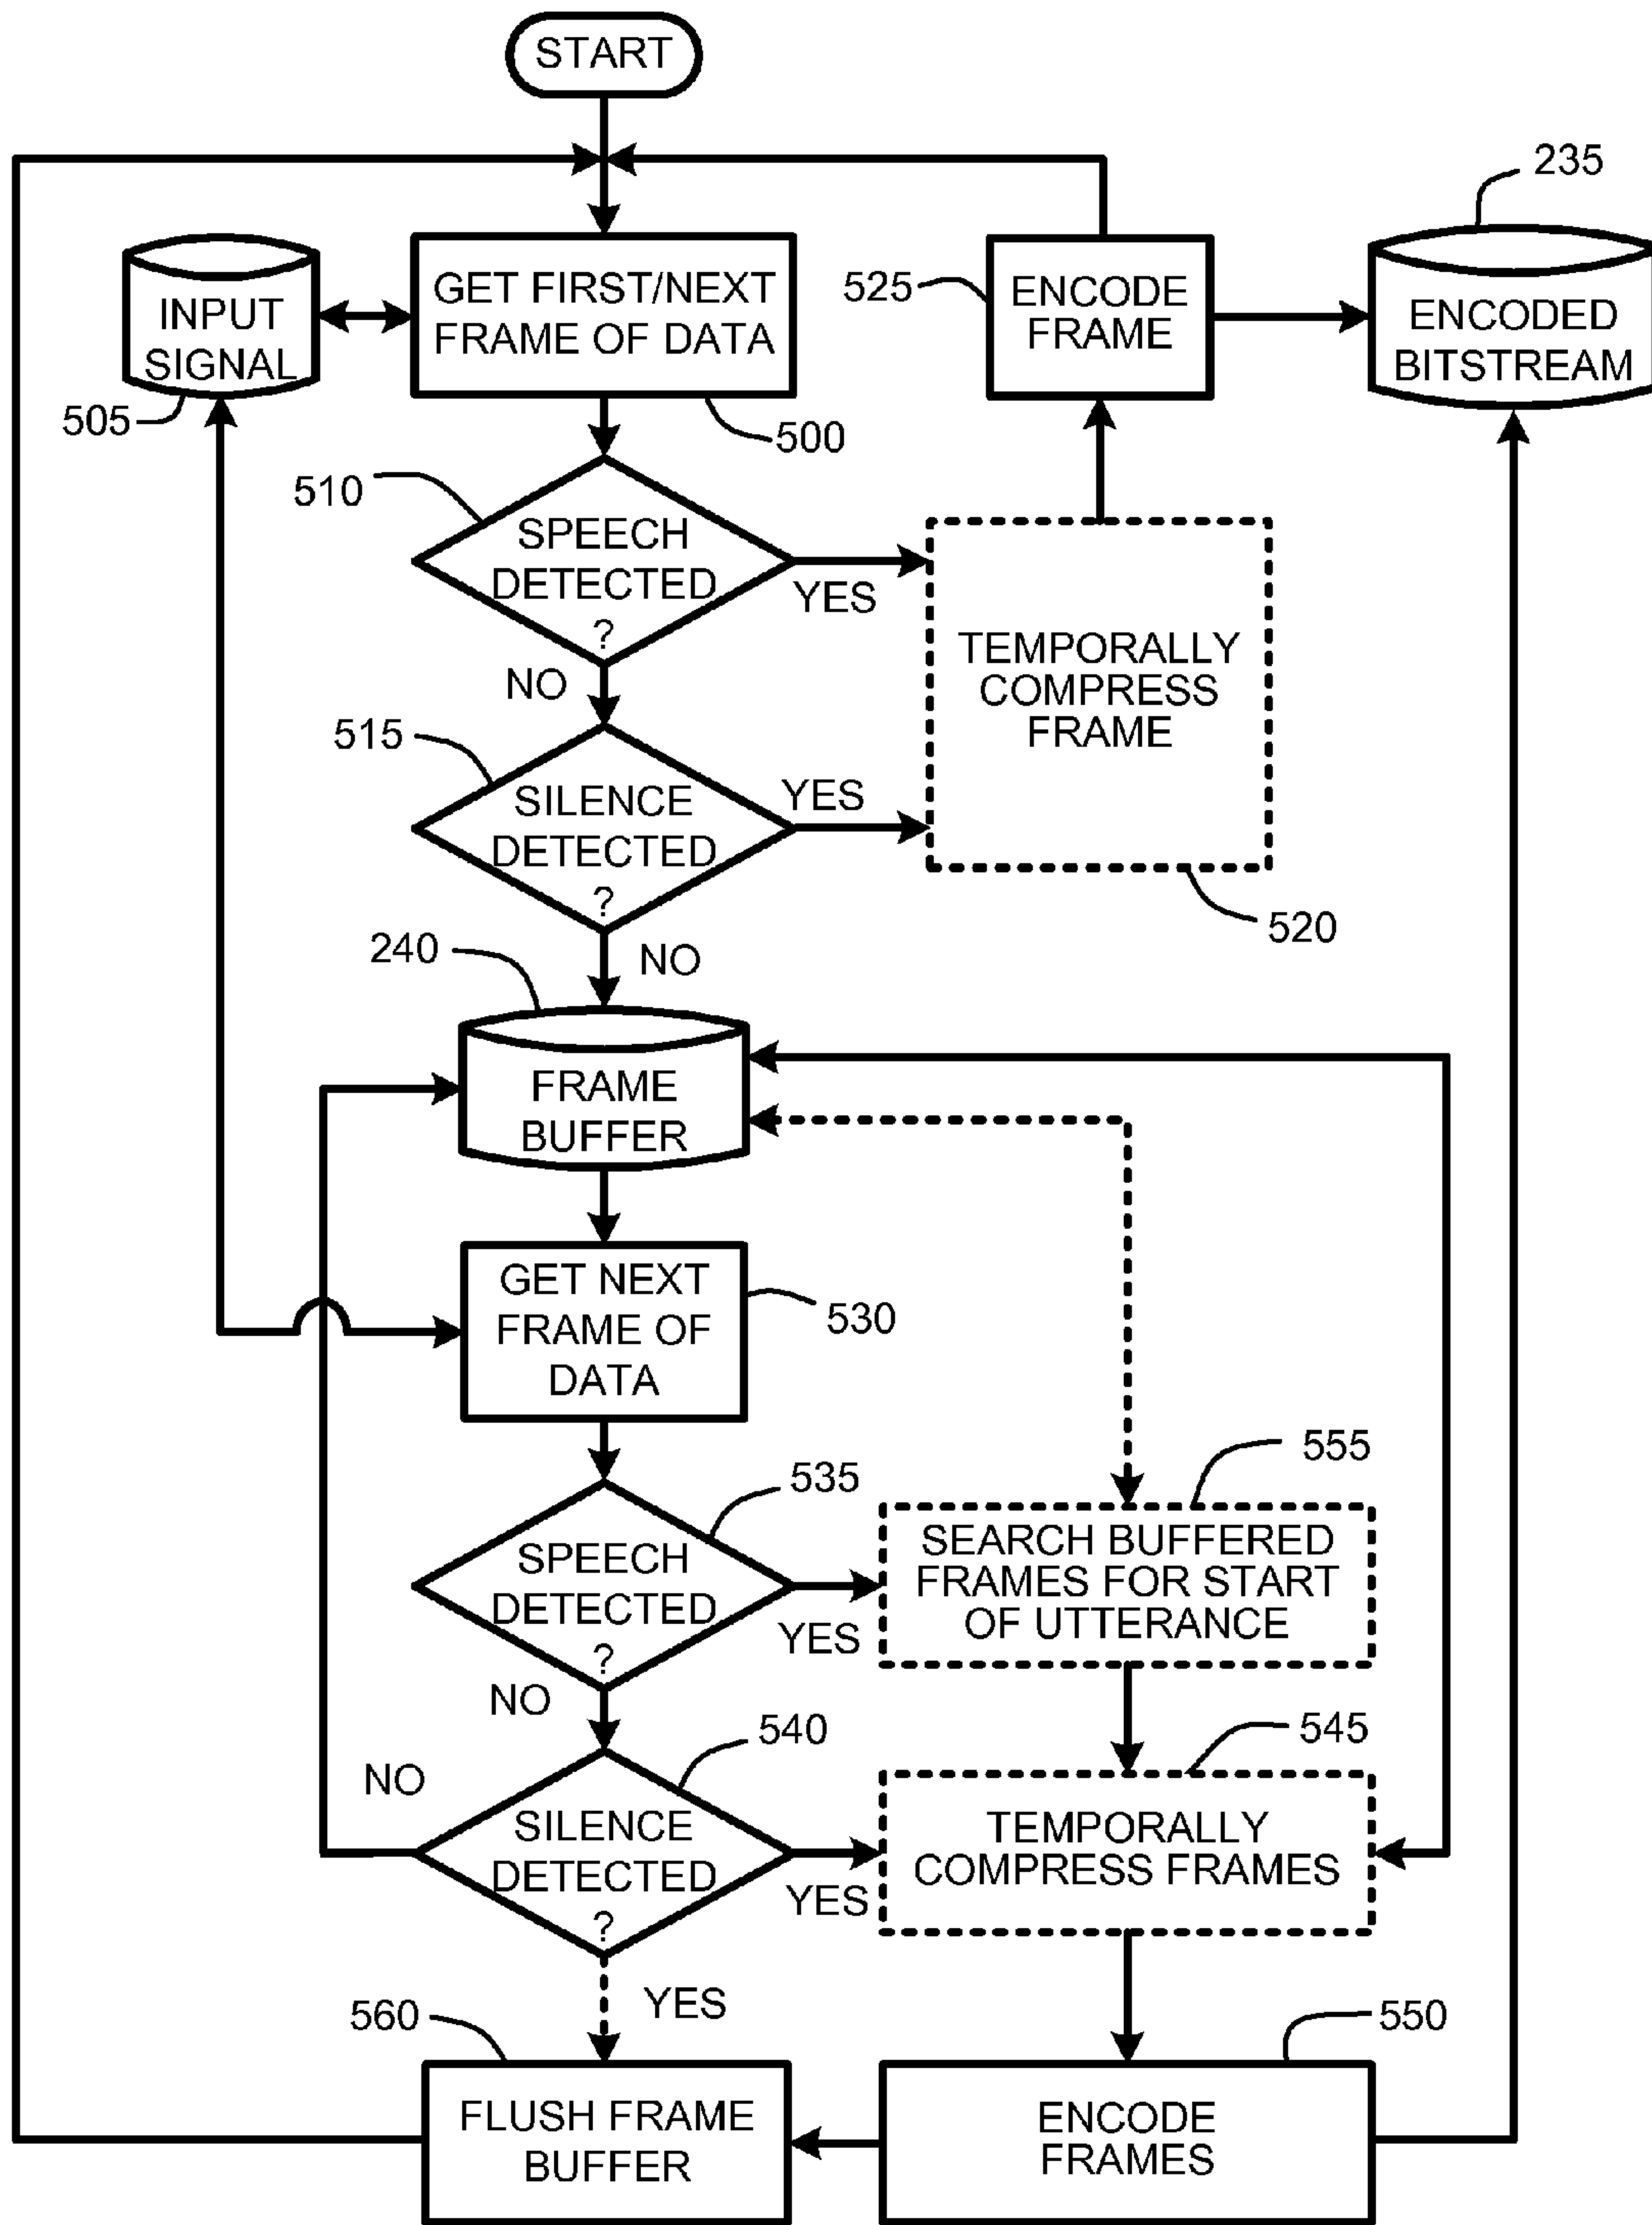 START
235
INPUT
SIGNAL
505
GET FIRST/NEXT
FRAME OF DATA
500
525
ENCODE
FRAME
ENCODED
BITSTREAM
510
SPEECH
DETECTED
?
YES
NO
TEMPORALLY
COMPRESS
FRAME
520
515
SILENCE
DETECTED
?
YES
NO
240
FRAME
BUFFER
GET NEXT
FRAME OF
DATA
530
535
SPEECH
DETECTED
?
YES
NO
555
SEARCH BUFFERED
FRAMES FOR START
OF UTTERANCE
540
SILENCE
DETECTED
?
NO
YES
YES
545
TEMPORALLY
COMPRESS FRAMES
560
FLUSH FRAME
BUFFER
550
ENCODE
FRAMES